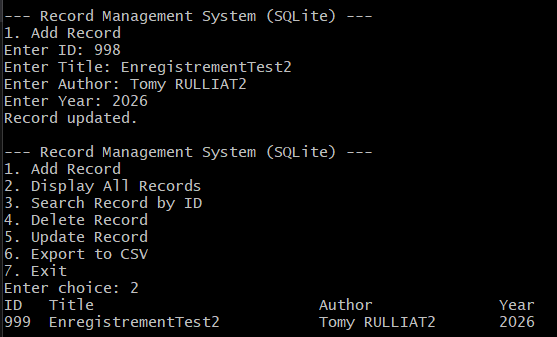 --- Record Management System (SQLite) ---
1. Add Record
Enter ID: 998
Enter Title: EnregistrementTest2
Enter Author: Tomy RULLIAT2
Enter Year: 2026
Record updated.

--- Record Management System (SQLite) ---
1. Add Record
2. Display All Records
3. Search Record by ID
4. Delete Record
5. Update Record
6. Export to CSV
7. Exit
Enter choice: 2
ID   Title                         Author              Year
999  EnregistrementTest2           Tomy RULLIAT2       2026